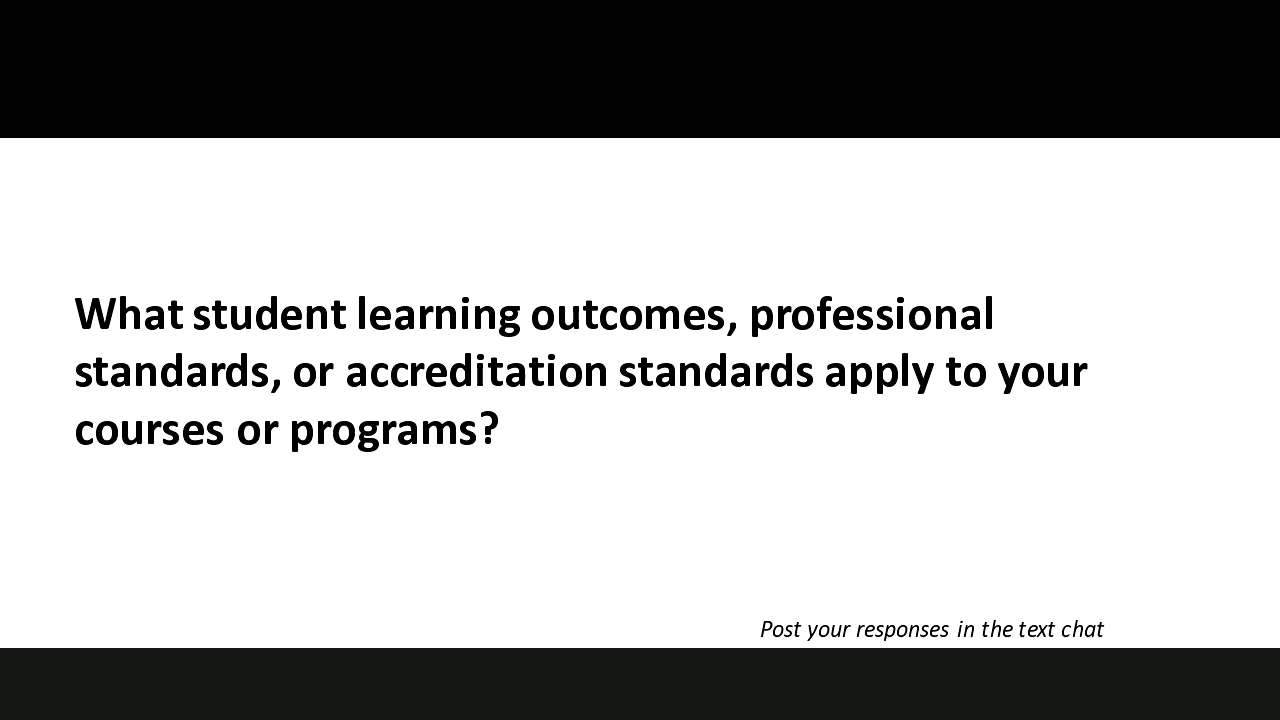 What student learning outcomes, professional
standards, or accreditation standards apply to your
courses or programs?
Post your responses in the text chat